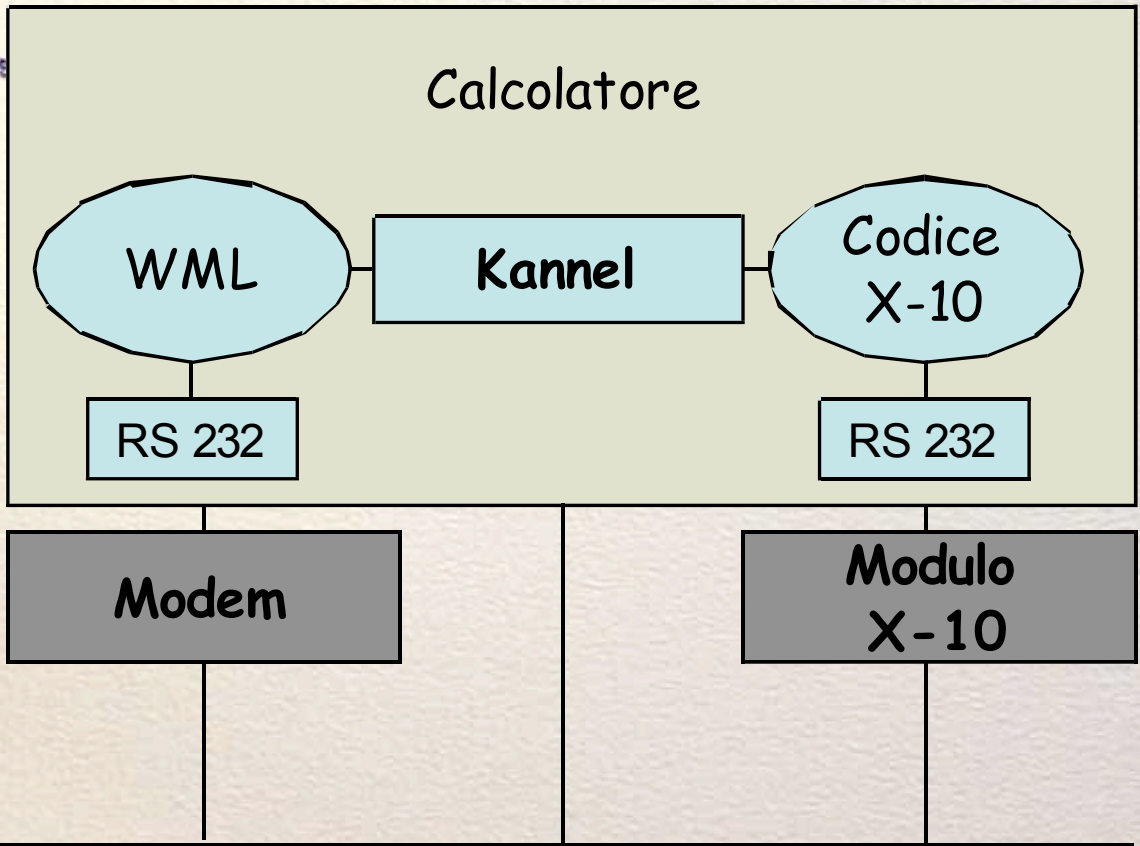 Calcolatore
WML
Kannel
Codice
X-10
RS 232
RS 232
Modem
Modulo
X-10